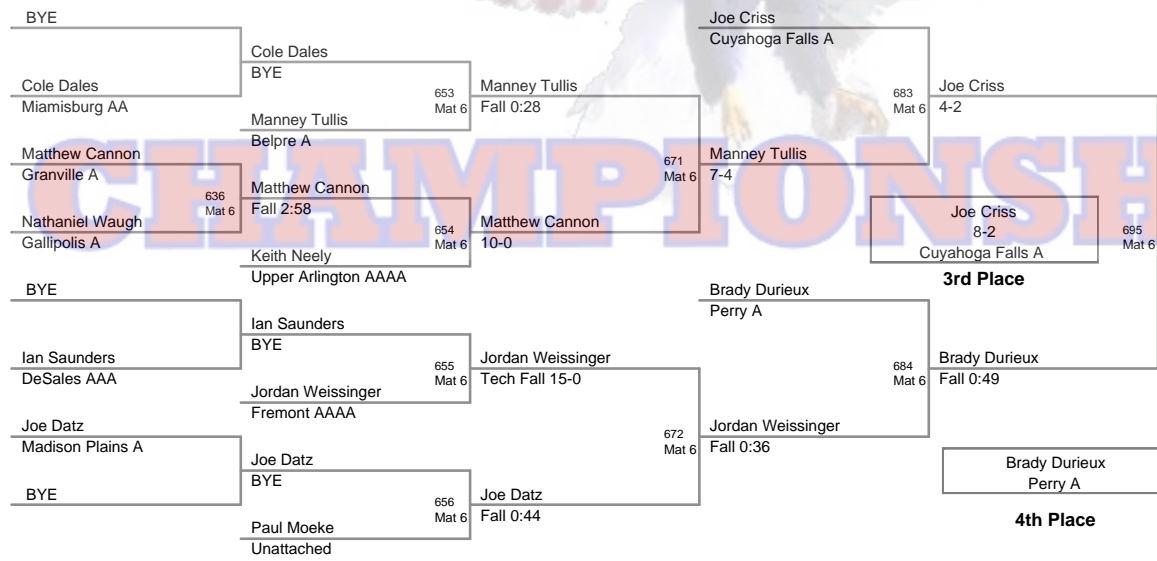 BYE
Joe Criss
Cuyahoga Falls A
Cole Dales
BYE
Cole Dales
Miamisburg AA
653
Mat 6
Manney Tullis
Fall 0:28
683
Mat 6
Joe Criss
4-2
Manney Tullis
Belpre A
CHAMPIONSH
Matthew Cannon
Granville A
671
Mat 6
Manney Tullis
7-4
636
Mat 6
Matthew Cannon
Fall 2:58
Nathaniel Waugh
Gallipolis A
654
Mat 6
Matthew Cannon
10-0
Joe Criss
8-2
Cuyahoga Falls A
695
Mat 6
3rd Place
Keith Neely
Upper Arlington AAAA
BYE
Brady Durieux
Perry A
Ian Saunders
BYE
Ian Saunders
DeSales AAA
655
Mat 6
Jordan Weissinger
Tech Fall 15-0
684
Mat 6
Brady Durieux
Fall 0:49
Jordan Weissinger
Fremont AAAA
Joe Datz
Madison Plains A
672
Mat 6
Jordan Weissinger
Fall 0:36
Joe Datz
BYE
Brady Durieux
Perry A
4th Place
BYE
656
Mat 6
Joe Datz
Fall 0:44
Paul Moeke
Unattached